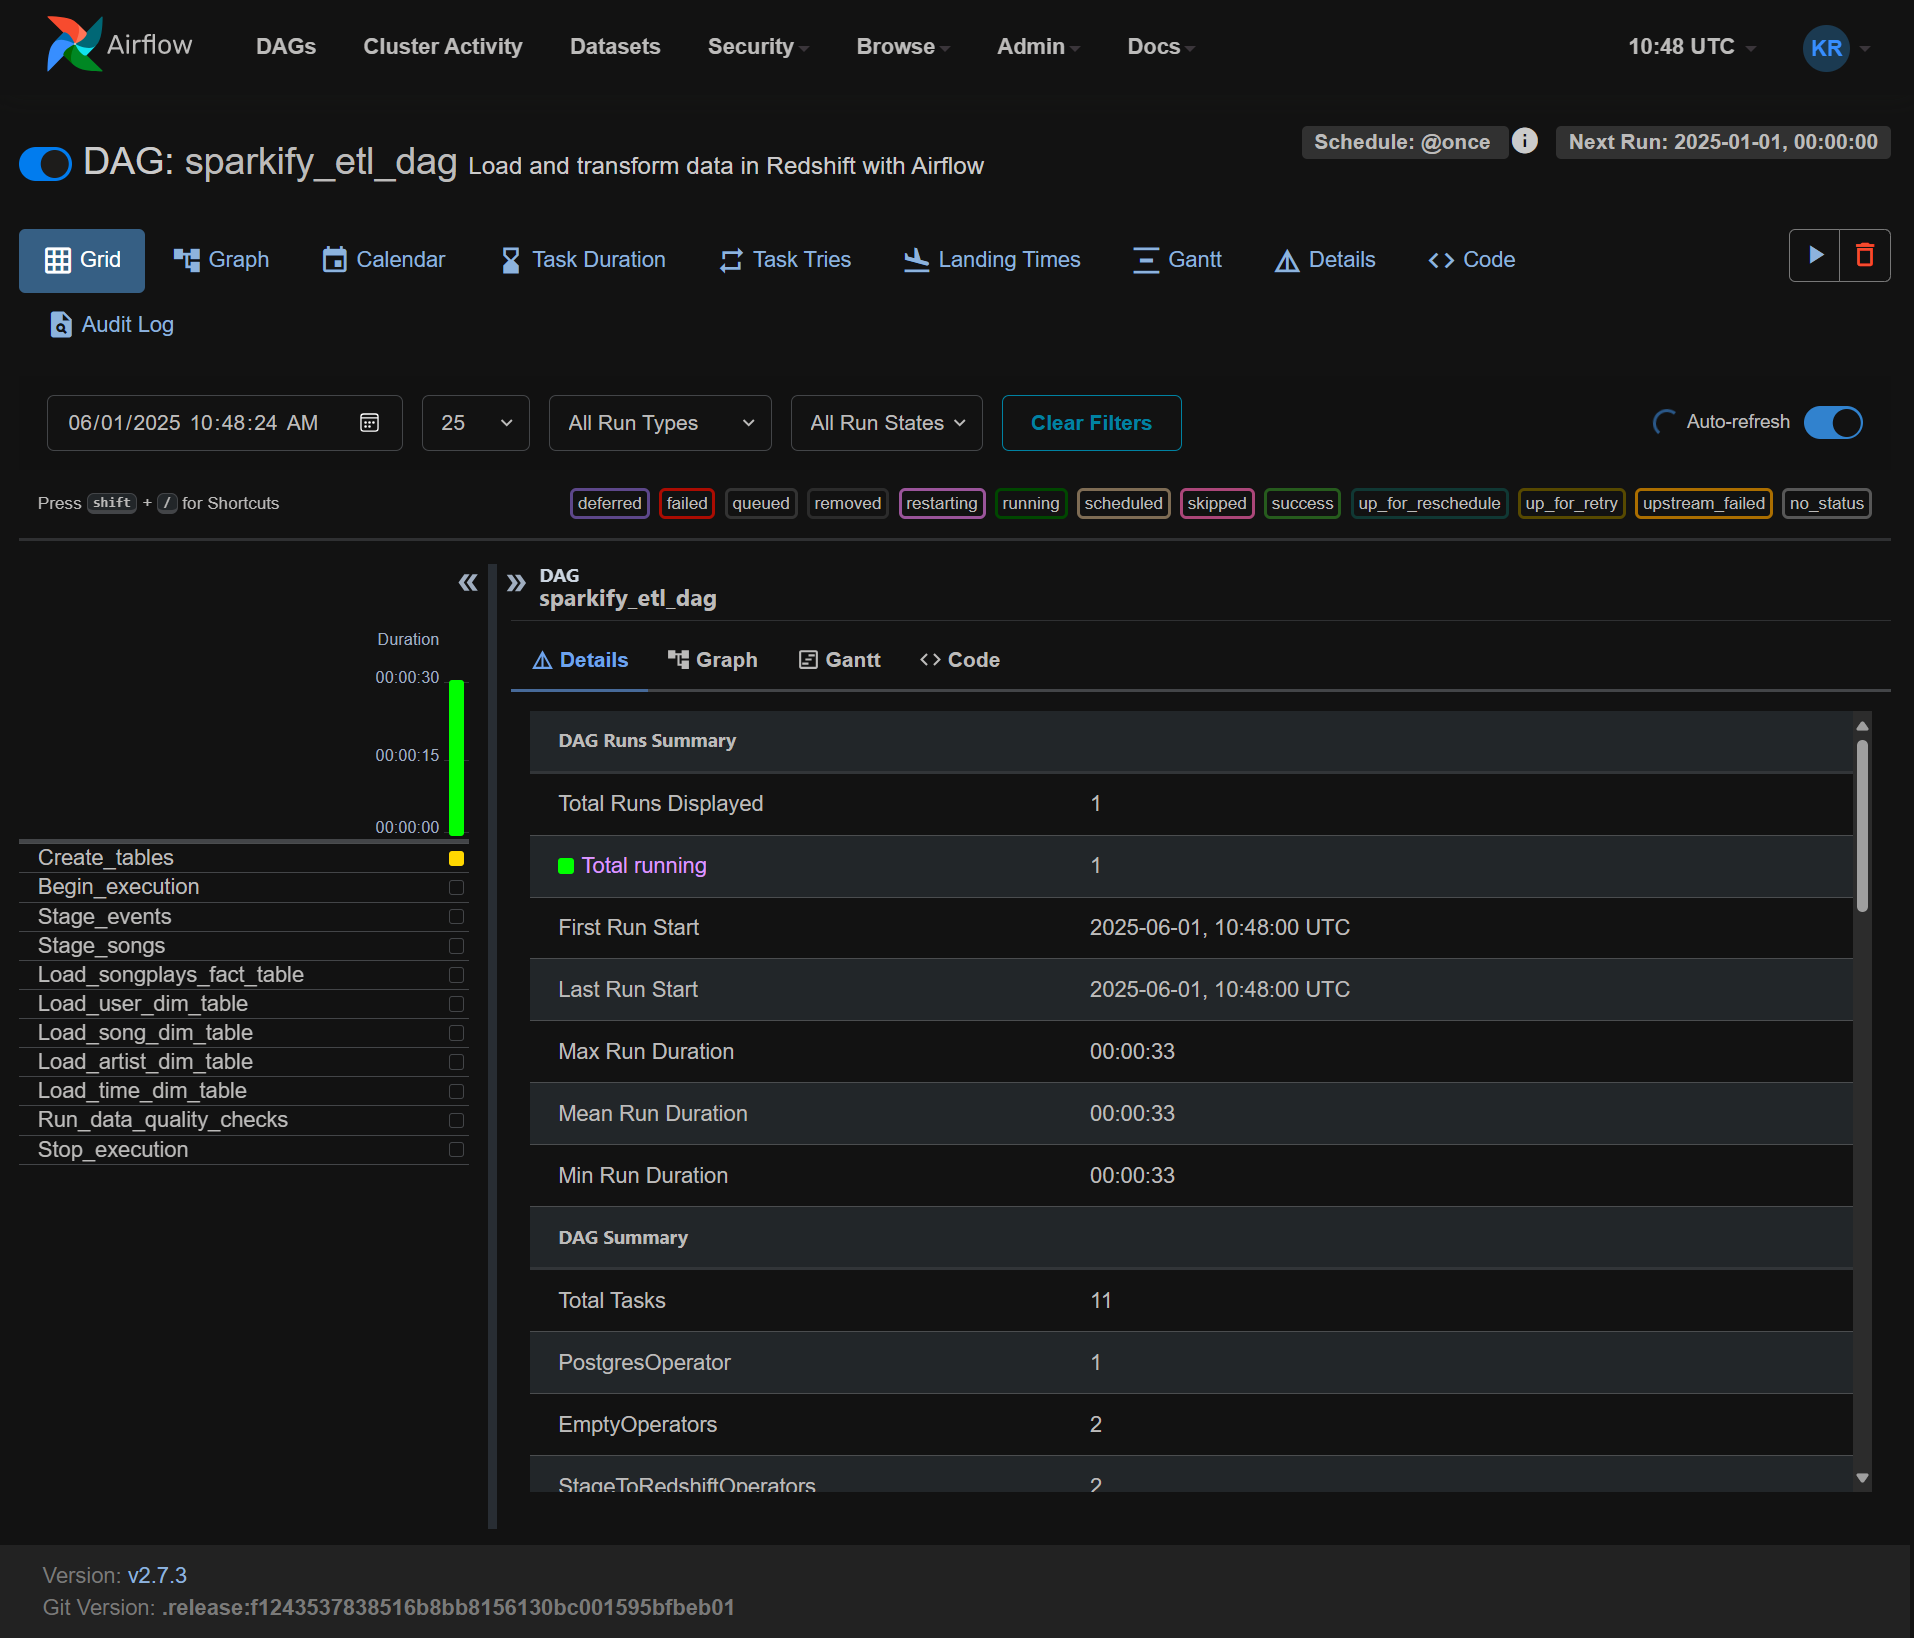 Airflow DAGs Cluster Activity Datasets Security Browse Admin Docs 10:48 UTC KR
Schedule: @once Next Run: 2025-01-01, 00:00:00
DAG: sparkify_etl_dag Load and transform data in Redshift with Airflow
Grid Graph Calendar Task Duration Task Tries Landing Times Gantt Details Code
Audit Log
06/01/2025 10:48:24 AM 25 All Run Types All Run States Clear Filters Auto-refresh
Press shift + / for Shortcuts deferred failed queued removed restarting running scheduled skipped success up_for_reschedule up_for_retry upstream_failed no_status
Duration
00:00:30
00:00:15
00:00:00
Create_tables
Begin_execution
Stage_events
Stage_songs
Load_songplays_fact_table
Load_user_dim_table
Load_song_dim_table
Load_artist_dim_table
Load_time_dim_table
Run_data_quality_checks
Stop_execution
DAG
sparkify_etl_dag
Details Graph Gantt Code
DAG Runs Summary
Total Runs Displayed 1
Total running 1
First Run Start 2025-06-01, 10:48:00 UTC
Last Run Start 2025-06-01, 10:48:00 UTC
Max Run Duration 00:00:33
Mean Run Duration 00:00:33
Min Run Duration 00:00:33
DAG Summary
Total Tasks 11
PostgresOperator 1
EmptyOperators 2
StageToRedshiftOperators 2
Version: v2.7.3
Git Version: .release:f1243537838516b8bb8156130bc001595bfbeb01